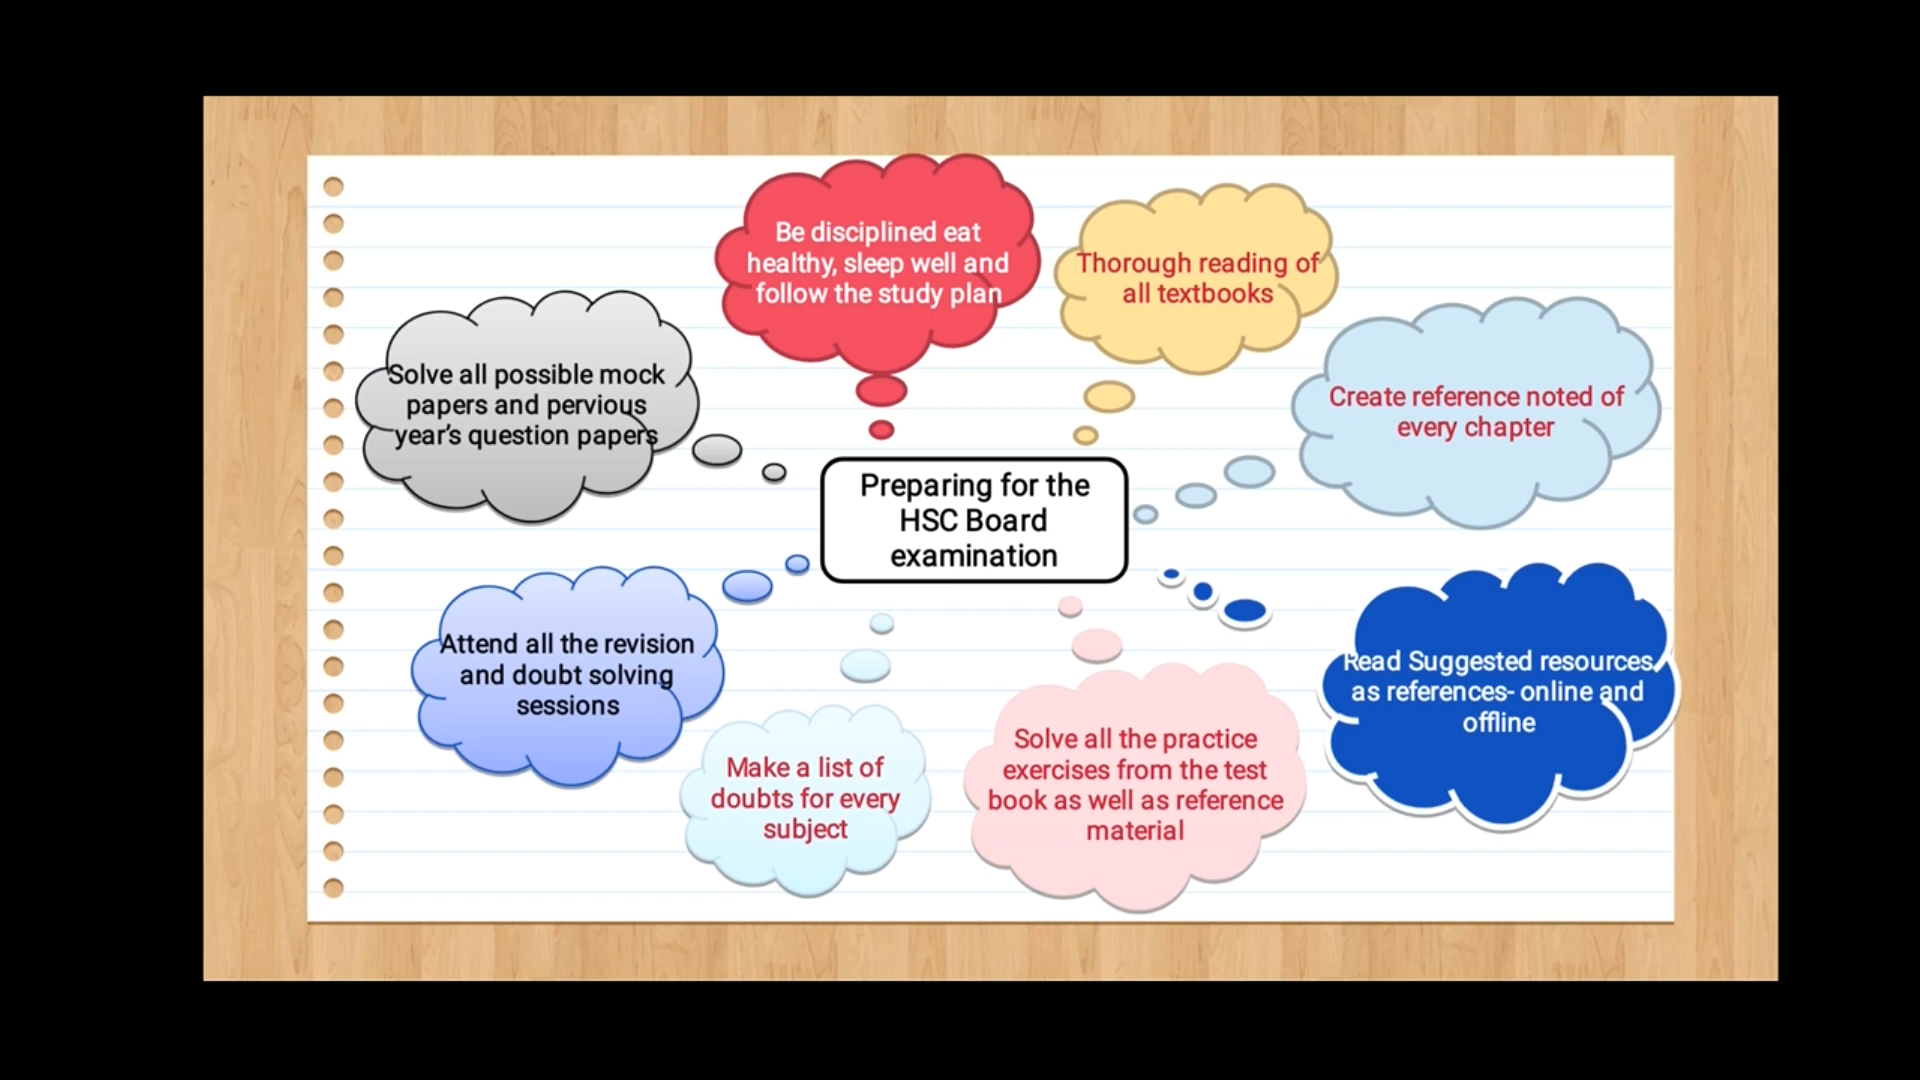 Be disciplined eat
healthy, sleep well and
follow the study plan
Thorough reading of
all textbooks
Solve all possible mock
papers and pervious
year's question papers
Create reference noted of
every chapter
Preparing for the
HSC Board
examination
Attend all the revision
and doubt solving
sessions
Read Suggested resources
as references- online and
offline
Make a list of
doubts for every
subject
Solve all the practice
exercises from the test
book as well as reference
material